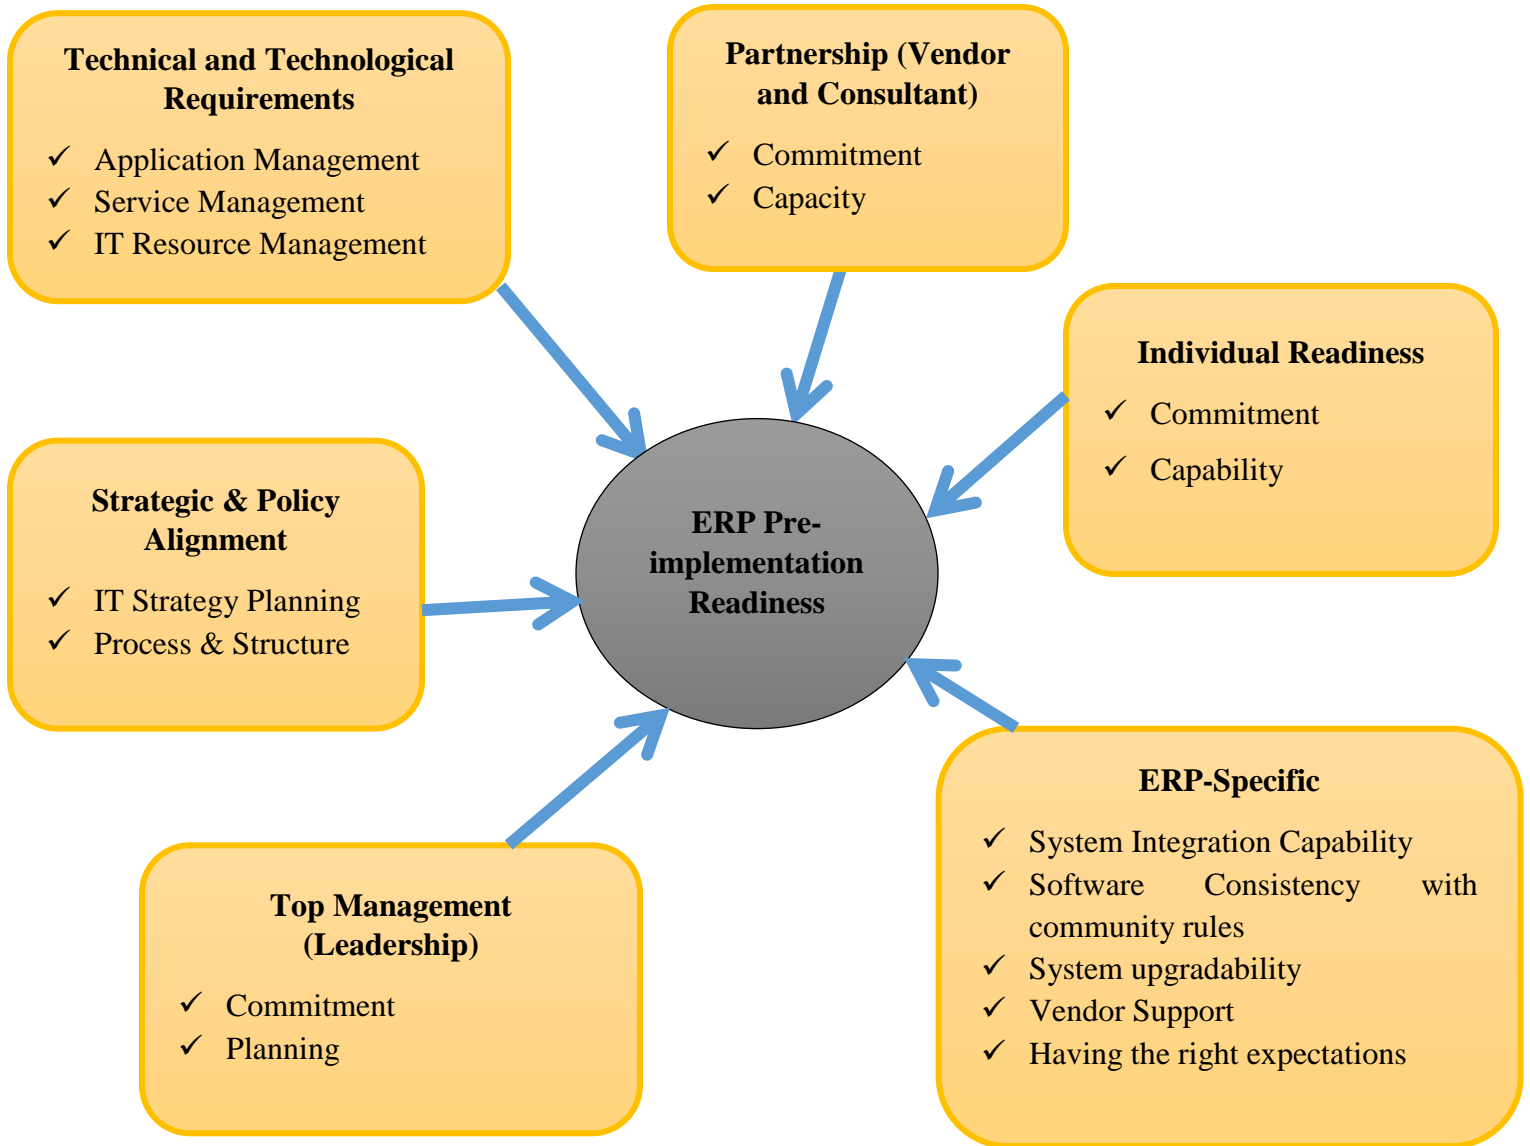 Technical and Technological
Requirements
✓ Application Management
✓ Service Management
✓ IT Resource Management
Partnership (Vendor
and Consultant)
✓ Commitment
✓ Capacity
Individual Readiness
✓ Commitment
✓ Capability
Strategic & Policy
Alignment
✓ IT Strategy Planning
✓ Process & Structure
ERP Pre-
implementation
Readiness
Top Management
(Leadership)
✓ Commitment
✓ Planning
ERP-Specific
✓ System Integration Capability
✓ Software Consistency with
community rules
✓ System upgradability
✓ Vendor Support
✓ Having the right expectations